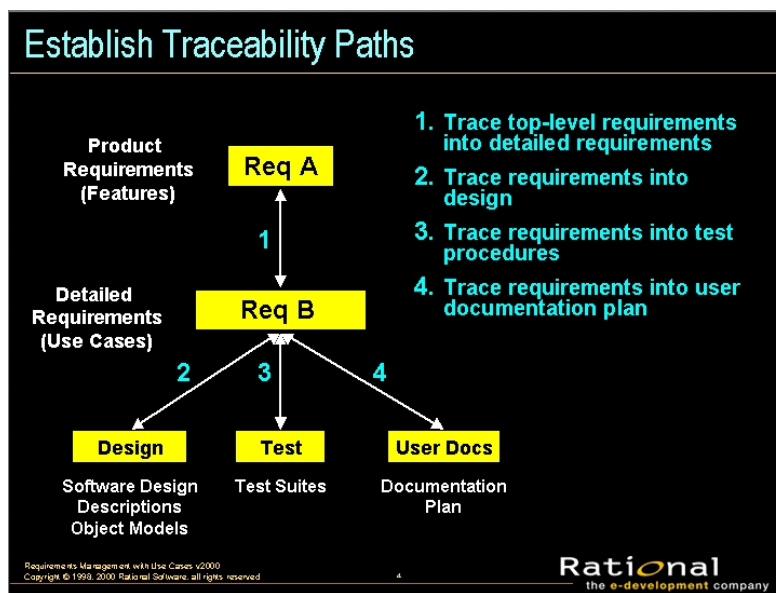 Establish Traceability Paths
Product
Requirements
(Features)
Req A
1
Detailed
Requirements
(Use Cases)
Req B
2
3
4
Design
Test
User Docs
Software Design
Descriptions
Object Models
Test Suites
Documentation
Plan
1. Trace top-level requirements
into detailed requirements
2. Trace requirements into
design
3. Trace requirements into test
procedures
4. Trace requirements into user
documentation plan
Requirements Management with Use Cases v2000
Copyright © 1998, 2000 Rational Software, all rights reserved
4
Rational
the e-development company